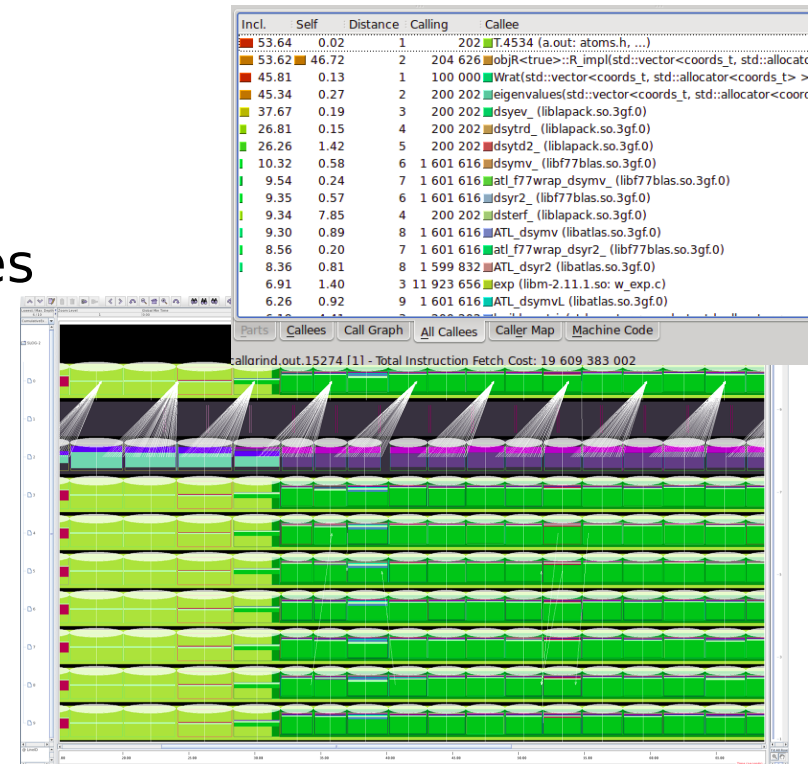 Incl. Self Distance Calling Callee
53.64 0.02 1 202 T.4534 (a.out: atoms.h, ...)
53.62 46.72 2 204 626 objR<true>::R_impl(std::vector<coords_t, std::allocato
45.81 0.13 1 100 000 Wrat(std::vector<coords_t, std::allocator<coords_t> >
45.34 0.27 2 200 202 eigenvalues(std::vector<coords_t, std::allocator<coord
37.67 0.19 3 200 202 dsyev_ (liblapack.so.3gf.0)
26.81 0.15 4 200 202 dsytrd_ (liblapack.so.3gf.0)
26.26 1.42 5 200 202 dsytd2_ (liblapack.so.3gf.0)
10.32 0.58 6 1 601 616 dsymv_ (libf77blas.so.3gf.0)
9.54 0.24 7 1 601 616 atl_f77wrap_dsymv_ (libf77blas.so.3gf.0)
9.35 0.57 6 1 601 616 dsyr2_ (libf77blas.so.3gf.0)
9.34 7.85 4 200 202 dsterf_ (liblapack.so.3gf.0)
9.30 0.89 8 1 601 616 ATL_dsymv (libatlas.so.3gf.0)
8.56 0.20 7 1 601 616 atl_f77wrap_dsyr2_ (libf77blas.so.3gf.0)
8.36 0.81 8 1 599 832 ATL_dsyr2 (libatlas.so.3gf.0)
6.91 1.40 3 11 923 656 exp (libm-2.11.1.so: w_exp.c)
6.26 0.92 9 1 601 616 ATL_dsymvL (libatlas.so.3gf.0)
Parts Callees Call Graph All Callees Caller Map Machine Code
callgrind.out.15274 [1] - Total Instruction Fetch Cost: 19 609 383 002
es